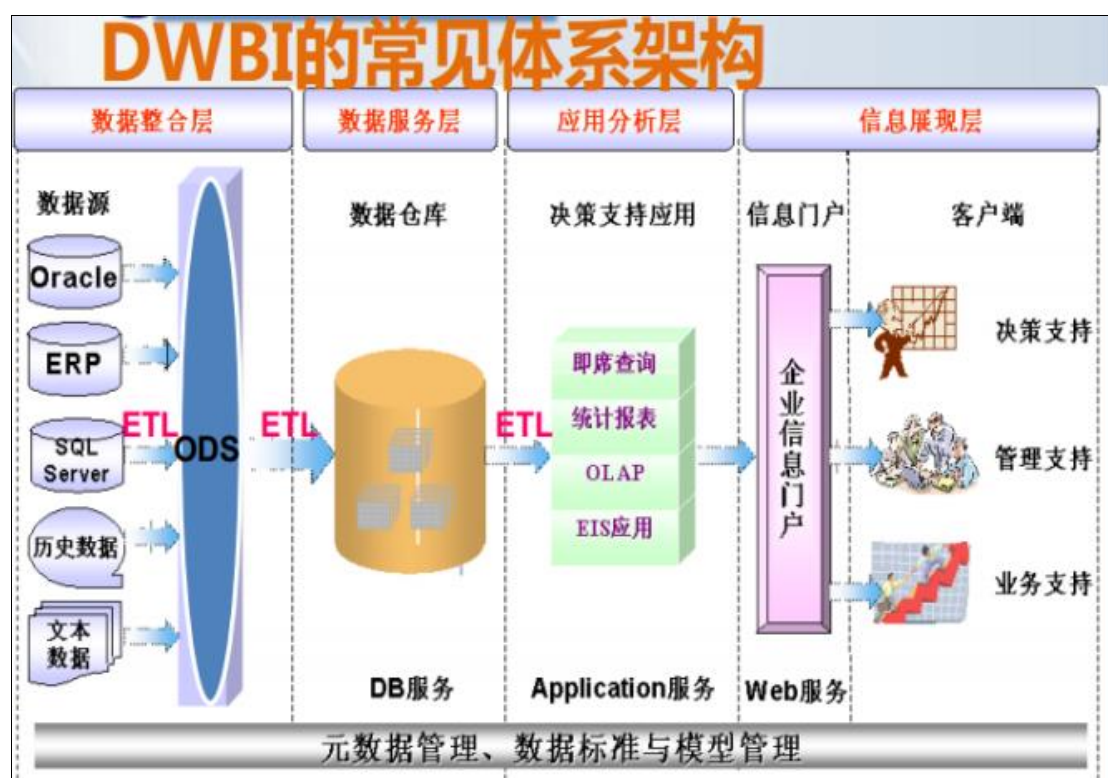 DWBI的常见体系架构
数据整合层
数据服务层
应用分析层
信息展现层
数据源
数据仓库
决策支持应用
信息门户
客户端
Oracle
ERP
SQL
Server
历史数据
文本
数据
ETL
ODS
ETL
ETL
即席查询
统计报表
OLAP
EIS应用
企业信息门户
决策支持
管理支持
业务支持
DB服务
Application服务
Web服务
元数据管理、数据标准与模型管理